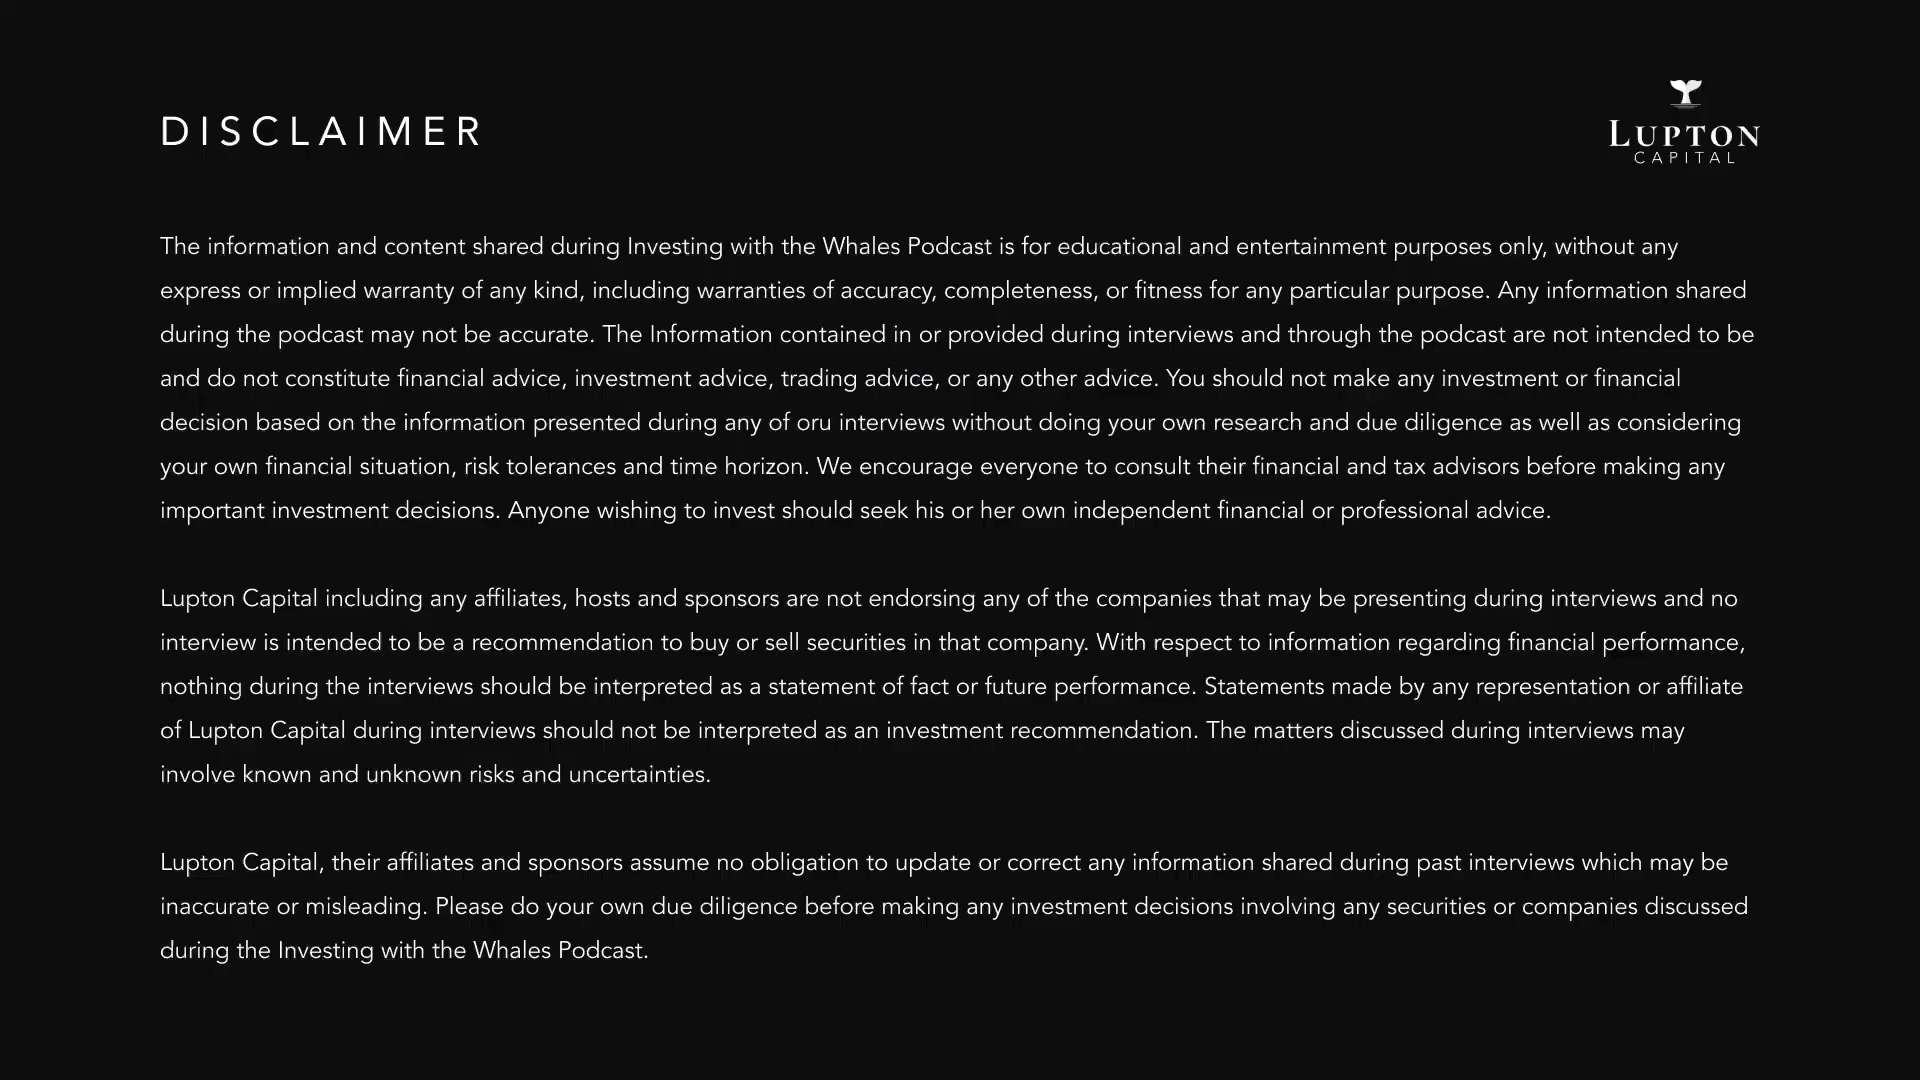 DISCLAIMER
LUPTON
CAPITAL
The information and content shared during Investing with the Whales Podcast is for educational and entertainment purposes only, without any
express or implied warranty of any kind, including warranties of accuracy, completeness, or fitness for any particular purpose. Any information shared
during the podcast may not be accurate. The Information contained in or provided during interviews and through the podcast are not intended to be
and do not constitute financial advice, investment advice, trading advice, or any other advice. You should not make any investment or financial
decision based on the information presented during any of oru interviews without doing your own research and due diligence as well as considering
your own financial situation, risk tolerances and time horizon. We encourage everyone to consult their financial and tax advisors before making any
important investment decisions. Anyone wishing to invest should seek his or her own independent financial or professional advice.
Lupton Capital including any affiliates, hosts and sponsors are not endorsing any of the companies that may be presenting during interviews and no
interview is intended to be a recommendation to buy or sell securities in that company. With respect to information regarding financial performance,
nothing during the interviews should be interpreted as a statement of fact or future performance. Statements made by any representation or affiliate
of Lupton Capital during interviews should not be interpreted as an investment recommendation. The matters discussed during interviews may
involve known and unknown risks and uncertainties.
Lupton Capital, their affiliates and sponsors assume no obligation to update or correct any information shared during past interviews which may be
inaccurate or misleading. Please do your own due diligence before making any investment decisions involving any securities or companies discussed
during the Investing with the Whales Podcast.